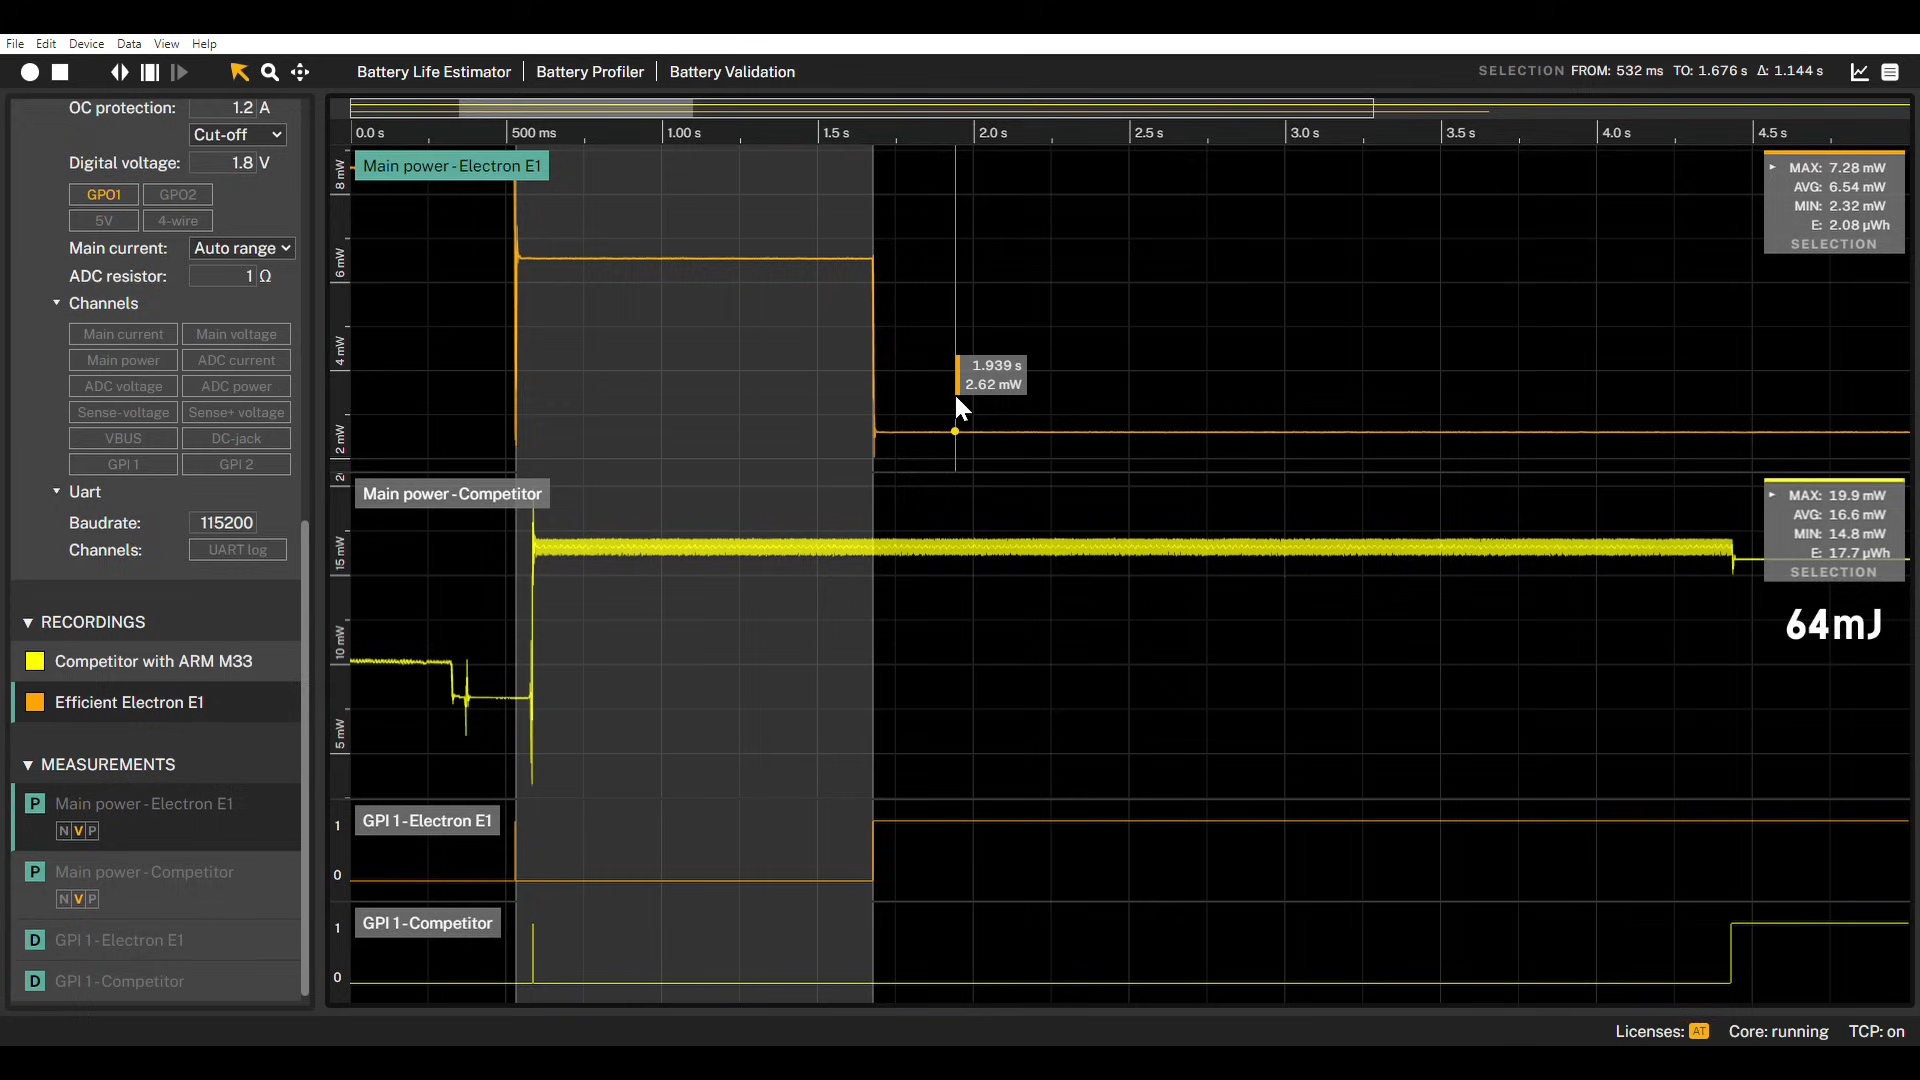 File Edit Device Data View Help
Battery Life Estimator Battery Profiler Battery Validation
SELECTION FROM: 532 ms TO: 1.676 s Δ: 1.144 s
OC protection: 1.2 A
Cut-off
Digital voltage: 1.8 V
GPO1 GPO2
5V 4-wire
Main current: Auto range
ADC resistor: 1 Ω
Channels
Main current Main voltage
Main power ADC current
ADC voltage ADC power
Sense-voltage Sense+ voltage
VBUS DC-jack
GPI 1 GPI 2
Uart
Baudrate: 115200
Channels: UART log
RECORDINGS
Competitor with ARM M33
Efficient Electron E1
MEASUREMENTS
P Main power - Electron E1
N V P
P Main power - Competitor
N V P
D GPI 1 - Electron E1
D GPI 1 - Competitor
0.0 s 500 ms 1.00 s 1.5 s 2.0 s 2.5 s 3.0 s 3.5 s 4.0 s 4.5 s
Main power - Electron E1
8 mW
6 mW
4 mW
2 mW
1.939 s
2.62 mW
MAX: 7.28 mW
AVG: 6.54 mW
MIN: 2.32 mW
E: 2.08 µWh
SELECTION
Main power - Competitor
15 mW
10 mW
5 mW
MAX: 19.9 mW
AVG: 16.6 mW
MIN: 14.8 mW
E: 17.7 µWh
SELECTION
64mJ
GPI 1 - Electron E1
1
0
GPI 1 - Competitor
1
0
Licenses: AT Core: running TCP: on